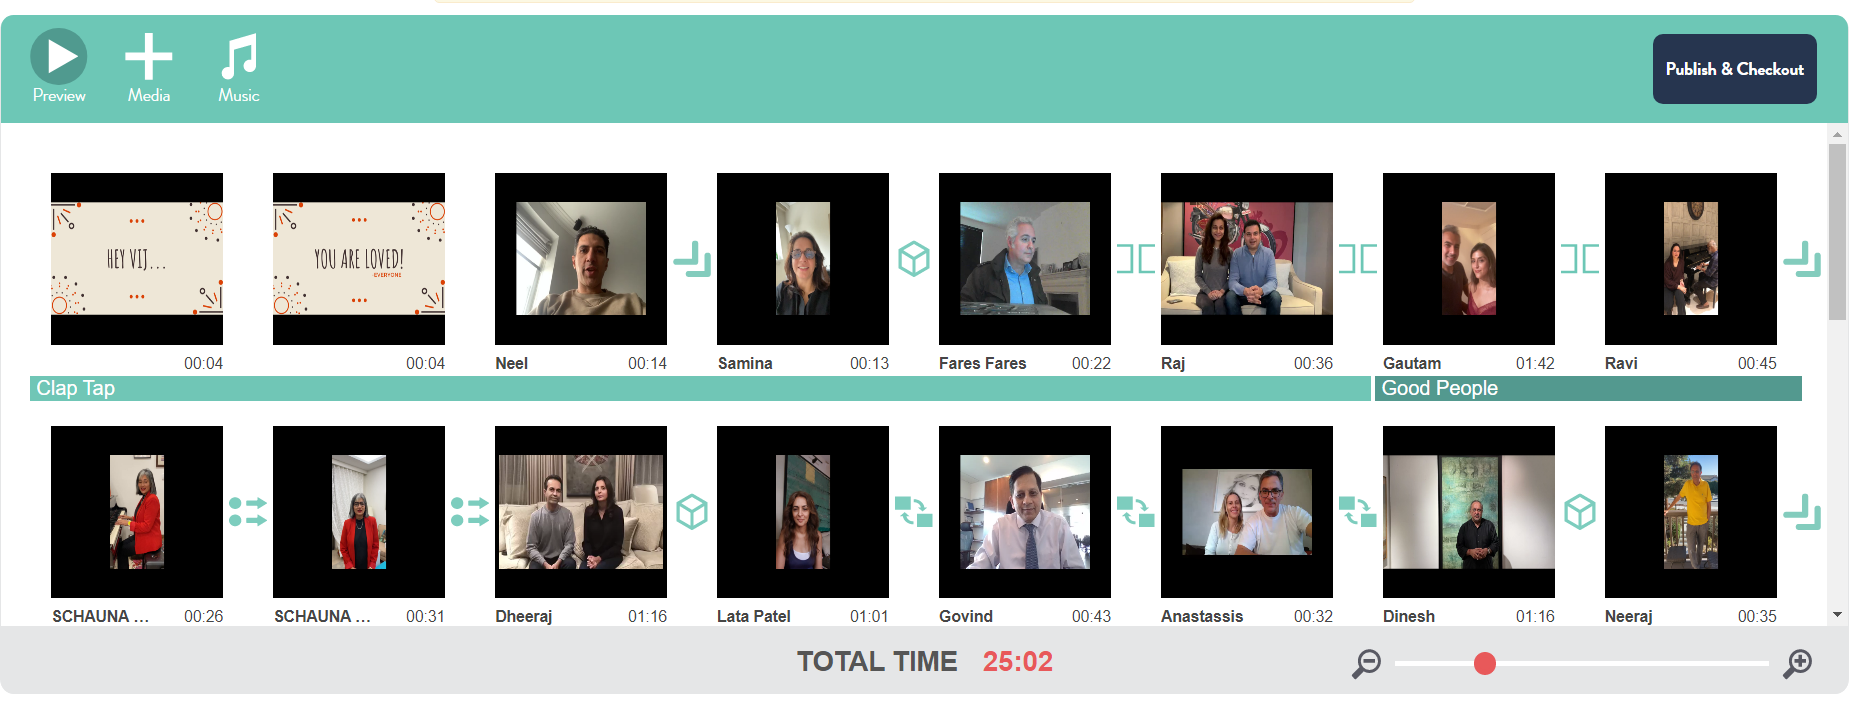 Preview
Media
Music
Publish & Checkout
HEY VIJ...
YOU ARE LOVED!
EVERYONE
00:04
00:04
Neel 00:14
Samina 00:13
Fares Fares 00:22
Raj 00:36
Gautam 01:42
Ravi 00:45
Clap Tap
Good People
SCHAUNA ... 00:26
SCHAUNA ... 00:31
Dheeraj 01:16
Lata Patel 01:01
Govind 00:43
Anastassis 00:32
Dinesh 01:16
Neeraj 00:35
TOTAL TIME 25:02